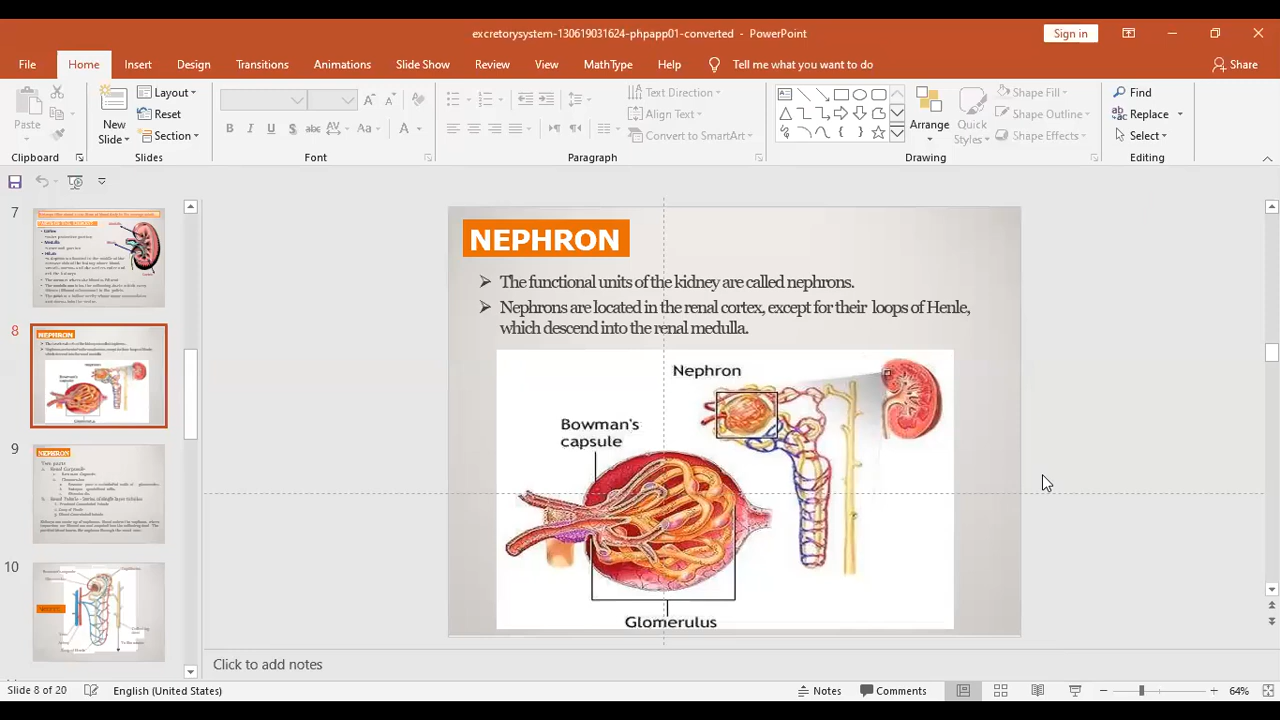 excretorysystem-130619031624-phpapp01-converted - PowerPoint
Sign in
File Home Insert Design Transitions Animations Slide Show Review View MathType Help Tell me what you want to do Share
Paste
Clipboard
New Slide
Layout
Reset
Section
Slides
B I U S abc AV Aa A
Font
Text Direction
Align Text
Convert to SmartArt
Paragraph
Arrange
Quick Styles
Shape Fill
Shape Outline
Shape Effects
Drawing
Find
Replace
Select
Editing
7
8
NEPHRON
9
NEPHRON
10
NEPHRON
The functional units of the kidney are called nephrons.
Nephrons are located in the renal cortex, except for their loops of Henle,
which descend into the renal medulla.
Nephron
Bowman's
capsule
Glomerulus
Click to add notes
Slide 8 of 20 English (United States) Notes Comments 64%